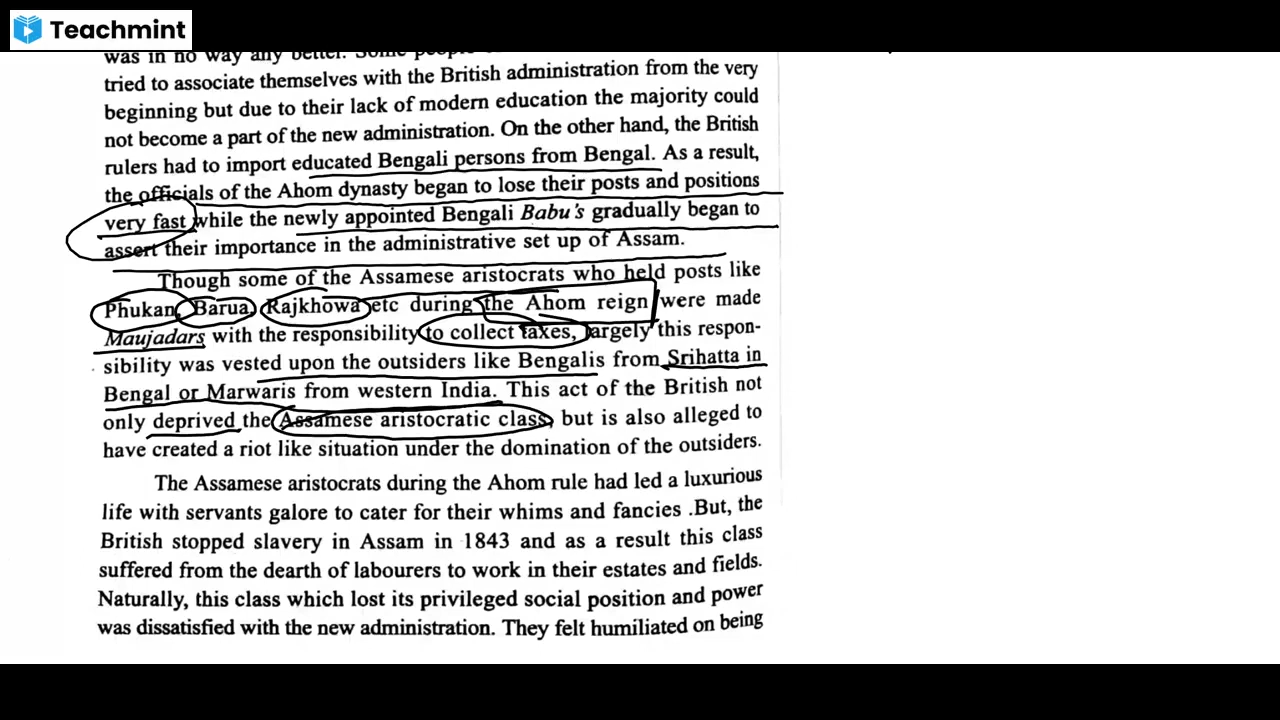 Teachmint
was in no way any better. Some people
tried to associate themselves with the British administration from the very
beginning but due to their lack of modern education the majority could
not become a part of the new administration. On the other hand, the British
rulers had to import educated Bengali persons from Bengal. As a result,
the officials of the Ahom dynasty began to lose their posts and positions
very fast while the newly appointed Bengali Babu's gradually began to
assert their importance in the administrative set up of Assam.
Though some of the Assamese aristocrats who held posts like
Phukan, Barua, Rajkhowa etc during the Ahom reign were made
Maujadars with the responsibility to collect taxes, largely this respon-
sibility was vested upon the outsiders like Bengalis from Srihatta in
Bengal or Marwaris from western India. This act of the British not
only deprived the Assamese aristocratic class, but is also alleged to
have created a riot like situation under the domination of the outsiders.
The Assamese aristocrats during the Ahom rule had led a luxurious
life with servants galore to cater for their whims and fancies .But, the
British stopped slavery in Assam in 1843 and as a result this class
suffered from the dearth of labourers to work in their estates and fields.
Naturally, this class which lost its privileged social position and power
was dissatisfied with the new administration. They felt humiliated on being